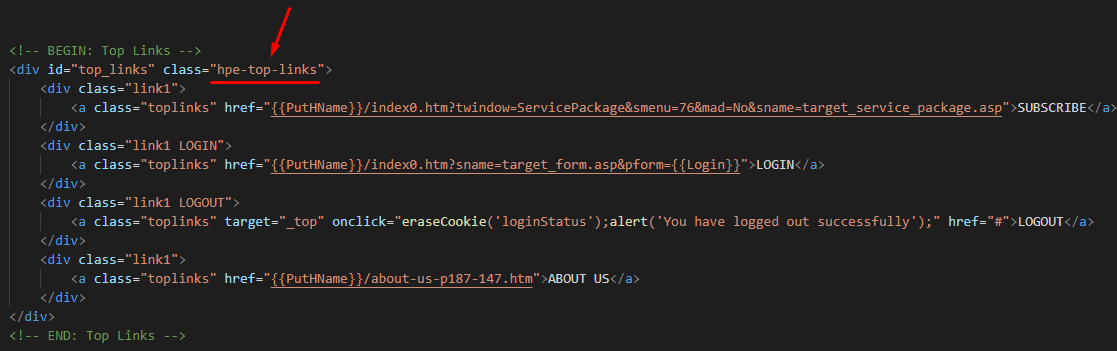 <!-- BEGIN: Top Links -->
<div id="top_links" class="hpe-top-links">
<div class="link1">
<a class="toplinks" href="{{PutHName}}/index0.htm?twindow=ServicePackage&smenu=76&mad=No&sname=target_service_package.asp">SUBSCRIBE</a>
</div>
<div class="link1 LOGIN">
<a class="toplinks" href="{{PutHName}}/index0.htm?sname=target_form.asp&pform={{Login}}">LOGIN</a>
</div>
<div class="link1 LOGOUT">
<a class="toplinks" target="_top" onclick="eraseCookie('loginStatus');alert('You have logged out successfully');" href="#">LOGOUT</a>
</div>
<div class="link1">
<a class="toplinks" href="{{PutHName}}/about-us-p187-147.htm">ABOUT US</a>
</div>
</div>
<!-- END: Top Links -->